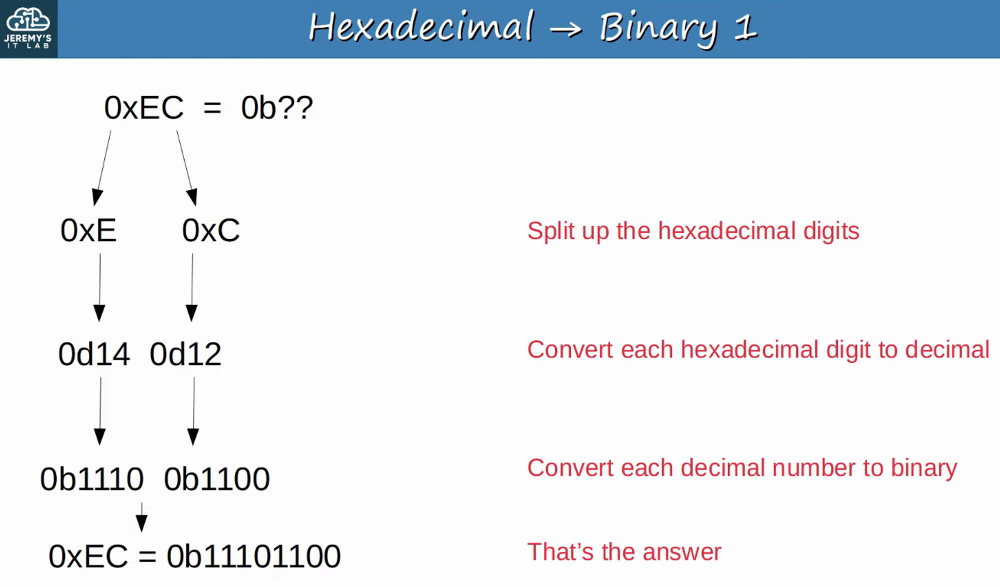 JEREMY'S
IT LAB
Hexadecimal → Binary 1
0xEC = 0b??
0xE 0xC
Split up the hexadecimal digits
0d14 0d12
Convert each hexadecimal digit to decimal
0b1110 0b1100
Convert each decimal number to binary
0xEC = 0b11101100
That’s the answer